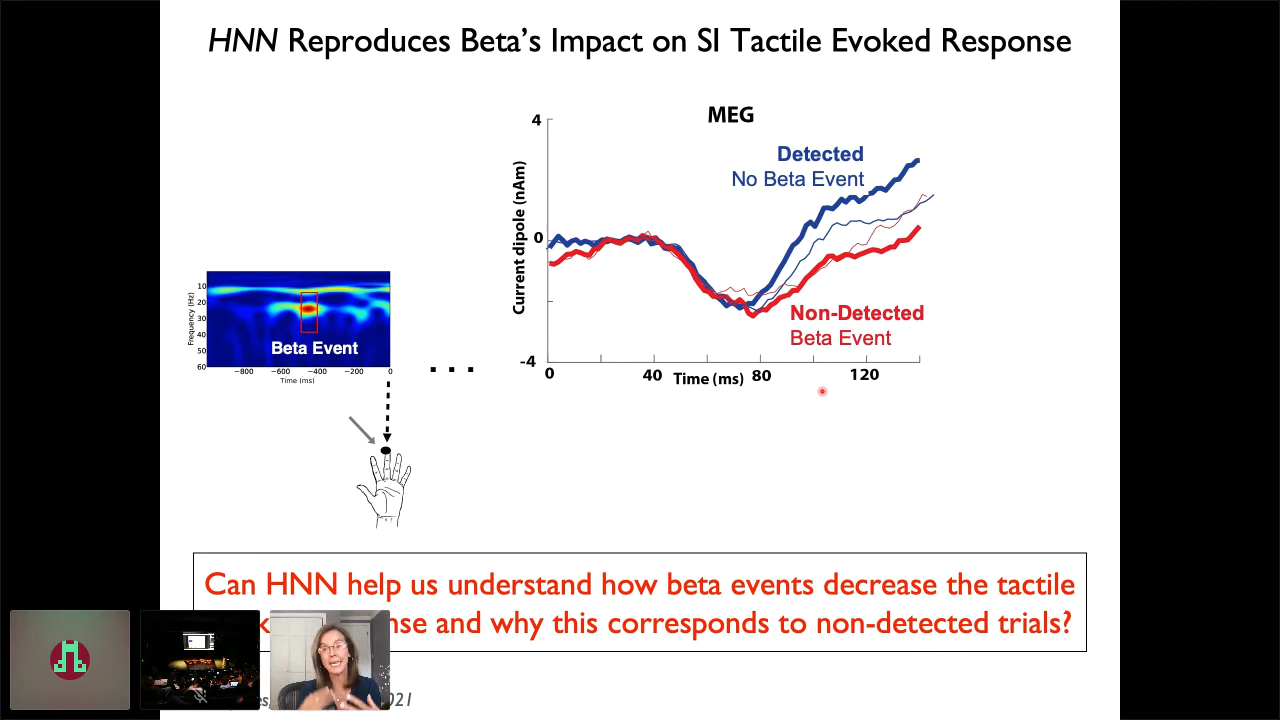 HNN Reproduces Beta's Impact on SI Tactile Evoked Response
MEG
4
0
-4
Current dipole (nAm)
Detected
No Beta Event
Non-Detected
Beta Event
0 40 Time (ms) 80 120
10
20
30
40
50
60
Frequency (Hz)
Beta Event
−800 −600 −400 −200 0
Time (ms)
...
Can HNN help us understand how beta events decrease the tactile
and why this corresponds to non-detected trials?